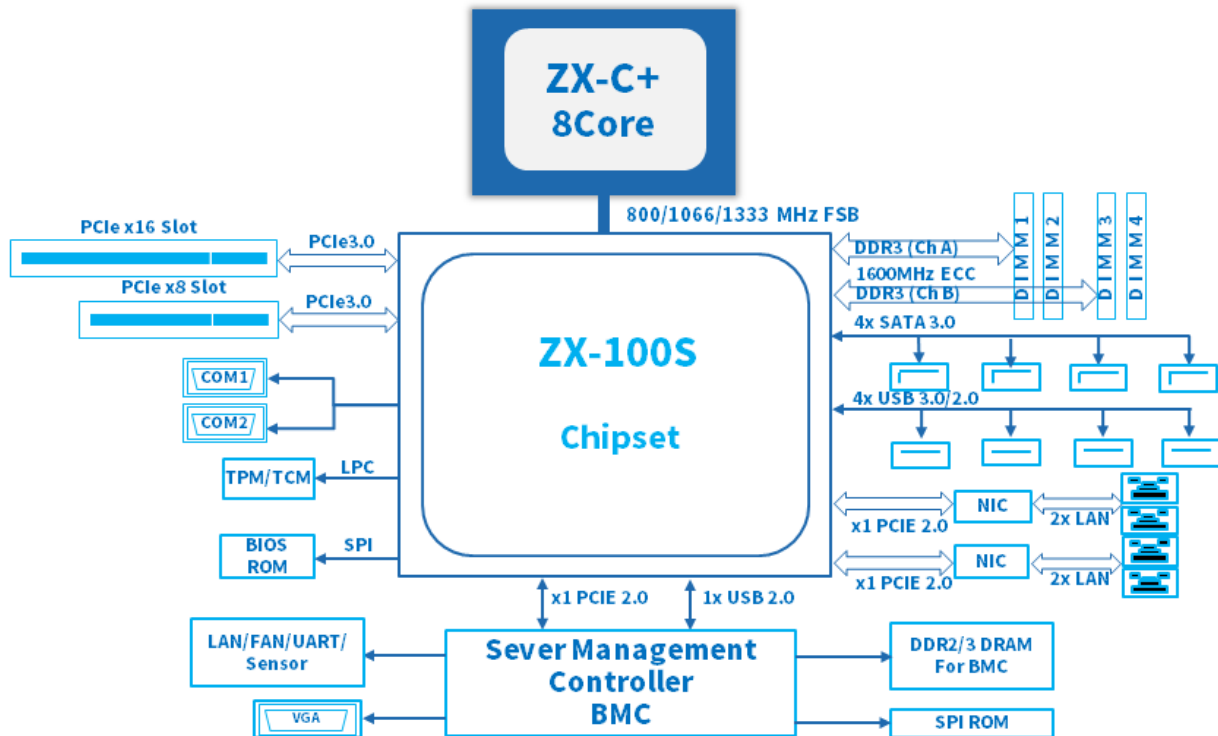 ZX-C+
8Core
800/1066/1333 MHz FSB
PCIe x16 Slot
PCIe3.0
PCIe x8 Slot
PCIe3.0
DDR3 (Ch A)
1600MHz ECC
DDR3 (Ch B)
DIMM1
DIMM2
DIMM3
DIMM4
4x SATA 3.0
ZX-100S
Chipset
COM1
COM2
4x USB 3.0/2.0
TPM/TCM
LPC
BIOS
ROM
SPI
x1 PCIE 2.0
NIC
2x LAN
x1 PCIE 2.0
NIC
2x LAN
x1 PCIE 2.0
1x USB 2.0
LAN/FAN/UART/
Sensor
Sever Management
Controller
BMC
DDR2/3 DRAM
For BMC
VGA
SPI ROM